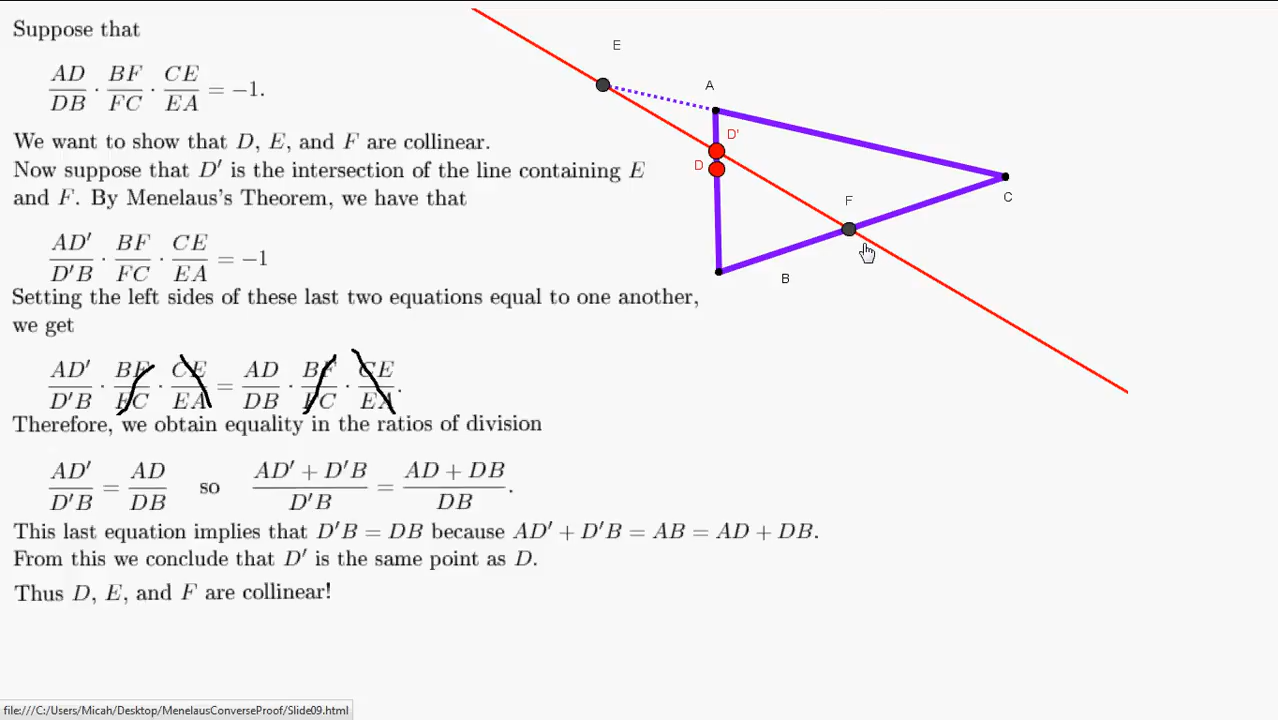 Suppose that
AD/DB · BF/FC · CE/EA = −1.
We want to show that D, E, and F are collinear.
Now suppose that D′ is the intersection of the line containing E
and F. By Menelaus's Theorem, we have that
AD′/D′B · BF/FC · CE/EA = −1
Setting the left sides of these last two equations equal to one another,
we get
AD′/D′B · BF/FC · CE/EA = AD/DB · BF/FC · CE/EA.
Therefore, we obtain equality in the ratios of division
AD′/D′B = AD/DB so (AD′ + D′B)/D′B = (AD + DB)/DB.
This last equation implies that D′B = DB because AD′ + D′B = AB = AD + DB.
From this we conclude that D′ is the same point as D.
Thus D, E, and F are collinear!
E
A
D'
D
F
C
B
file:///C:/Users/Micah/Desktop/MenelausConverseProof/Slide09.html